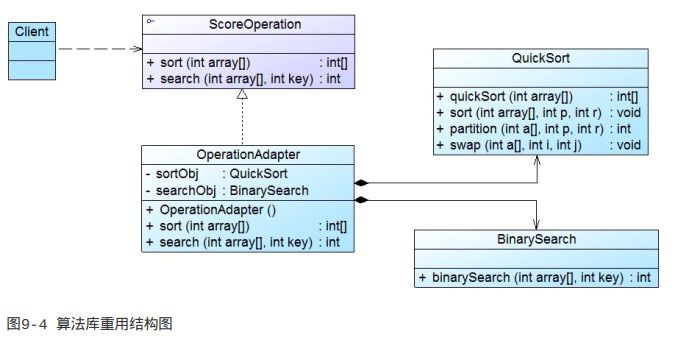 Client
ScoreOperation
+ sort (int array[]) : int[]
+ search (int array[], int key) : int
QuickSort
+ quickSort (int array[]) : int[]
+ sort (int array[], int p, int r) : void
+ partition (int a[], int p, int r) : int
+ swap (int a[], int i, int j) : void
OperationAdapter
- sortObj : QuickSort
- searchObj : BinarySearch
+ OperationAdapter ()
+ sort (int array[]) : int[]
+ search (int array[], int key) : int
BinarySearch
+ binarySearch (int array[], int key) : int
图9-4 算法库重用结构图